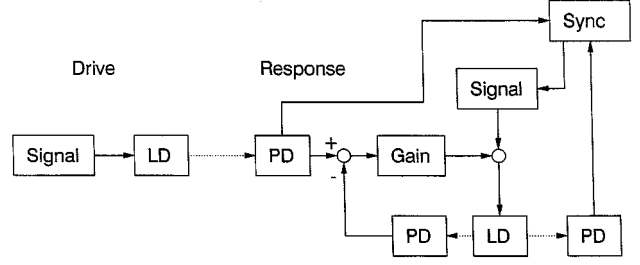 Sync
Drive
Response
Signal
Signal
LD
PD
+
Gain
-
PD
LD
PD